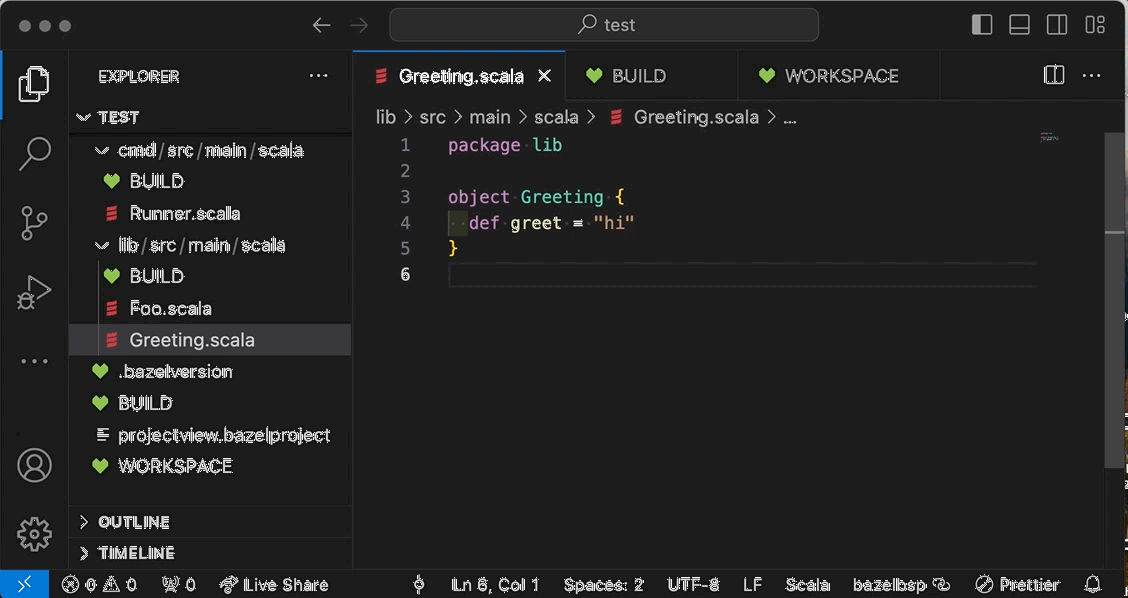 test
EXPLORER
TEST
cmd/src/main/scala
BUILD
Runner.scala
lib/src/main/scala
BUILD
Foo.scala
Greeting.scala
.bazelversion
BUILD
projectview.bazelproject
WORKSPACE
OUTLINE
TIMELINE
Greeting.scala BUILD WORKSPACE
lib > src > main > scala > Greeting.scala > ...
1 package lib
2
3 object Greeting {
4 def greet = "hi"
5 }
6
0 0 0 Live Share Ln 6, Col 1 Spaces: 2 UTF-8 LF Scala bazelbsp Prettier